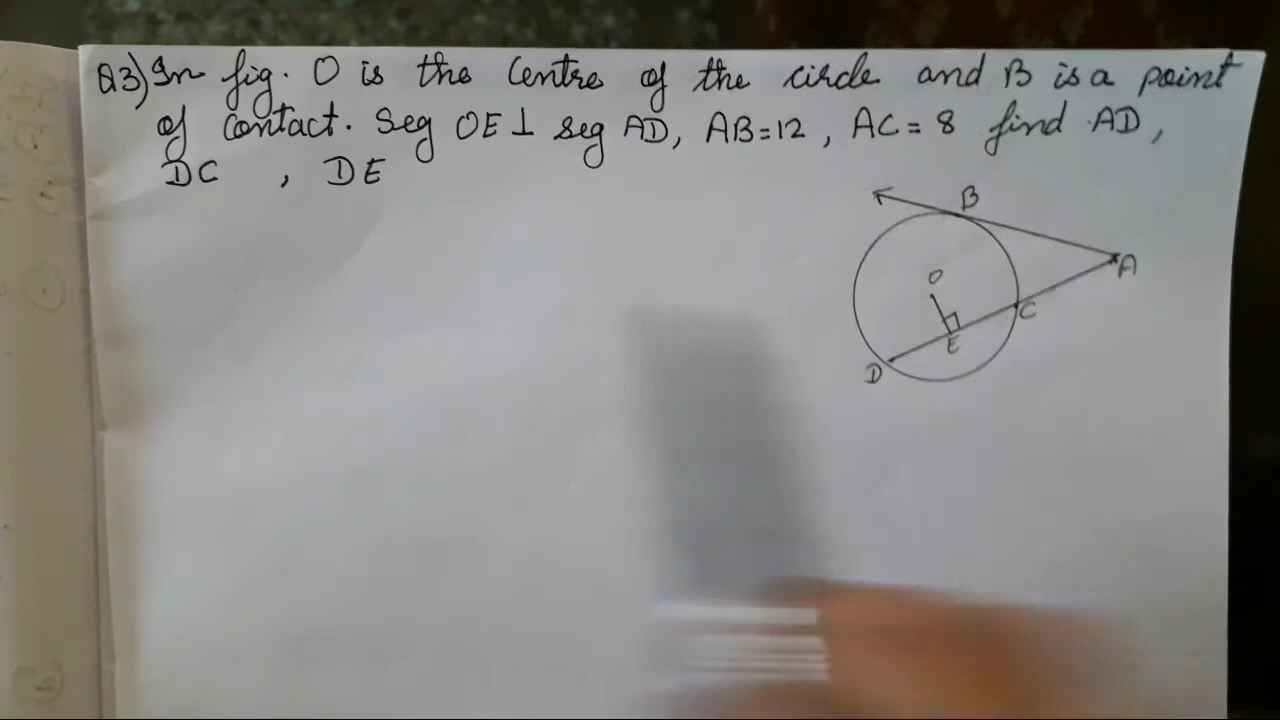 Q3) In fig. O is the Centre of the circle and B is a point
of Contact. Seg OE ⊥ seg AD, AB = 12, AC = 8 find AD,
DC , DE
B
A
O
C
E
D